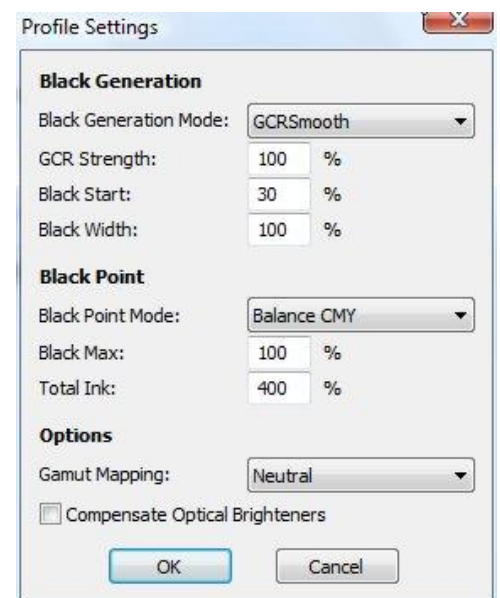 Profile Settings
X
Black Generation
Black Generation Mode: GCRSmooth
GCR Strength: 100 %
Black Start: 30 %
Black Width: 100 %
Black Point
Black Point Mode: Balance CMY
Black Max: 100 %
Total Ink: 400 %
Options
Gamut Mapping: Neutral
Compensate Optical Brighteners
OK Cancel